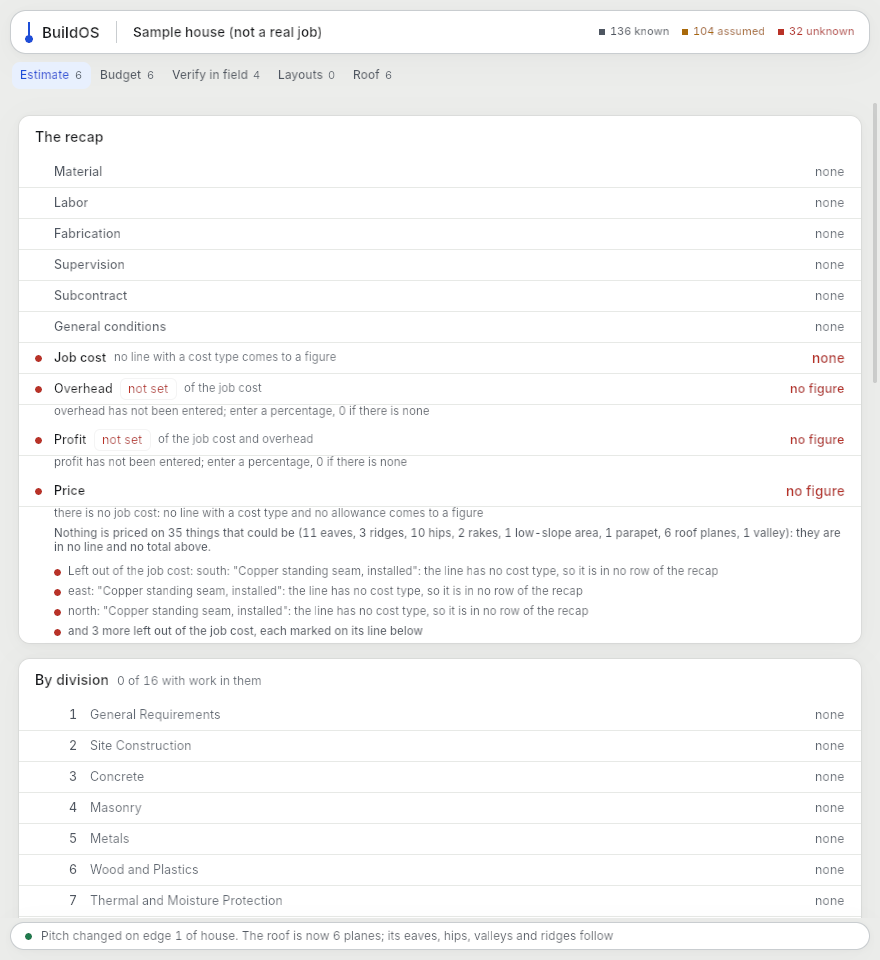 BuildOS
Sample house (not a real job)
136 known
104 assumed
32 unknown
Estimate 6
Budget 6
Verify in field 4
Layouts 0
Roof 6
The recap
Material none
Labor none
Fabrication none
Supervision none
Subcontract none
General conditions none
Job cost no line with a cost type comes to a figure none
Overhead not set of the job cost no figure
overhead has not been entered; enter a percentage, 0 if there is none
Profit not set of the job cost and overhead no figure
profit has not been entered; enter a percentage, 0 if there is none
Price no figure
there is no job cost: no line with a cost type and no allowance comes to a figure
Nothing is priced on 35 things that could be (11 eaves, 3 ridges, 10 hips, 2 rakes, 1 low-slope area, 1 parapet, 6 roof planes, 1 valley): they are
in no line and no total above.
Left out of the job cost: south: "Copper standing seam, installed": the line has no cost type, so it is in no row of the recap
east: "Copper standing seam, installed": the line has no cost type, so it is in no row of the recap
north: "Copper standing seam, installed": the line has no cost type, so it is in no row of the recap
and 3 more left out of the job cost, each marked on its line below
By division 0 of 16 with work in them
1 General Requirements none
2 Site Construction none
3 Concrete none
4 Masonry none
5 Metals none
6 Wood and Plastics none
7 Thermal and Moisture Protection none
Pitch changed on edge 1 of house. The roof is now 6 planes; its eaves, hips, valleys and ridges follow